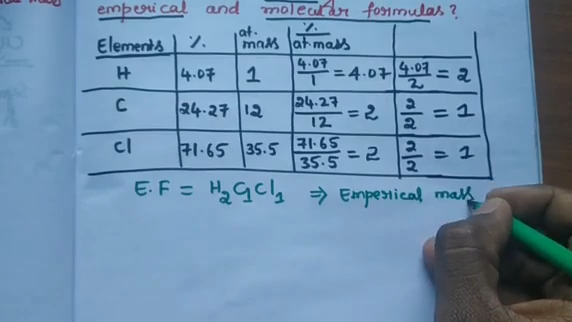 emperical and molecular formulas?
Elements % at. mass %/at.mass
H 4.07 1 4.07/1 = 4.07 4.07/2 = 2
C 24.27 12 24.27/12 = 2 2/2 = 1
Cl 71.65 35.5 71.65/35.5 = 2 2/2 = 1
E.F = H₂C₁Cl₁ ⇒ Emperical mass